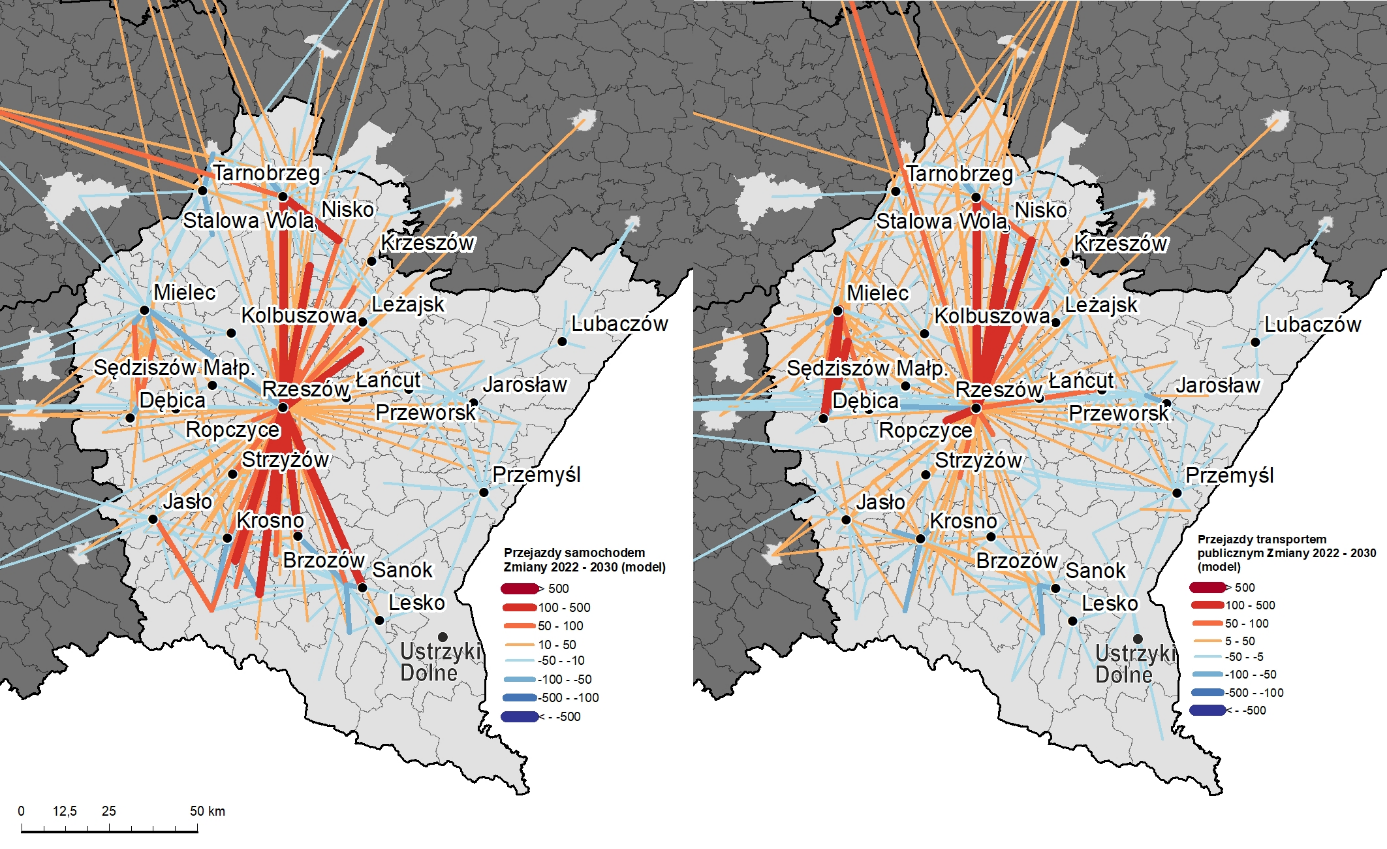 Tarnobrzeg
Stalowa Wola
Nisko
Krzeszów
Mielec
Kolbuszowa
Leżajsk
Lubaczów
Sędziszów Małp.
Rzeszów
Łańcut
Jarosław
Dębica
Przeworsk
Ropczyce
Strzyżów
Przemyśl
Jasło
Krosno
Brzozów
Sanok
Lesko
Ustrzyki
Dolne
Przejazdy samochodem
Zmiany 2022 - 2030 (model)
> 500
100 - 500
50 - 100
10 - 50
-50 - -10
-100 - -50
-500 - -100
< - -500
0 12,5 25 50 km
Tarnobrzeg
Stalowa Wola
Nisko
Krzeszów
Mielec
Kolbuszowa
Leżajsk
Lubaczów
Sędziszów Małp.
Rzeszów
Łańcut
Jarosław
Dębica
Przeworsk
Ropczyce
Strzyżów
Przemyśl
Jasło
Krosno
Brzozów
Sanok
Lesko
Ustrzyki
Dolne
Przejazdy transportem
publicznym Zmiany 2022 - 2030
(model)
> 500
100 - 500
50 - 100
5 - 50
-50 - -5
-100 - -50
-500 - -100
< - -500